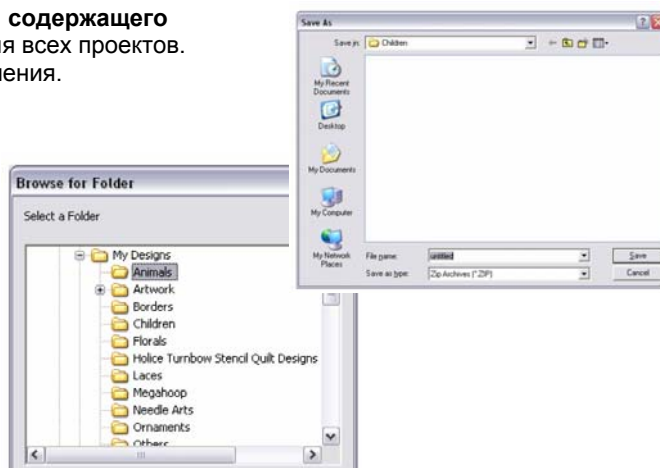 содержащего
ия всех проектов.
ления.
Save As
Save in:
Children
My Recent
Documents
Desktop
My Documents
My Computer
My Network
Places
File name:
untitled
Save
Save as type:
Zip Archives (*.ZIP)
Cancel
Browse for Folder
Select a Folder
My Designs
Animals
Artwork
Borders
Children
Florals
Holice Turnbow Stencil Quilt Designs
Laces
Megahoop
Needle Arts
Ornaments
Others